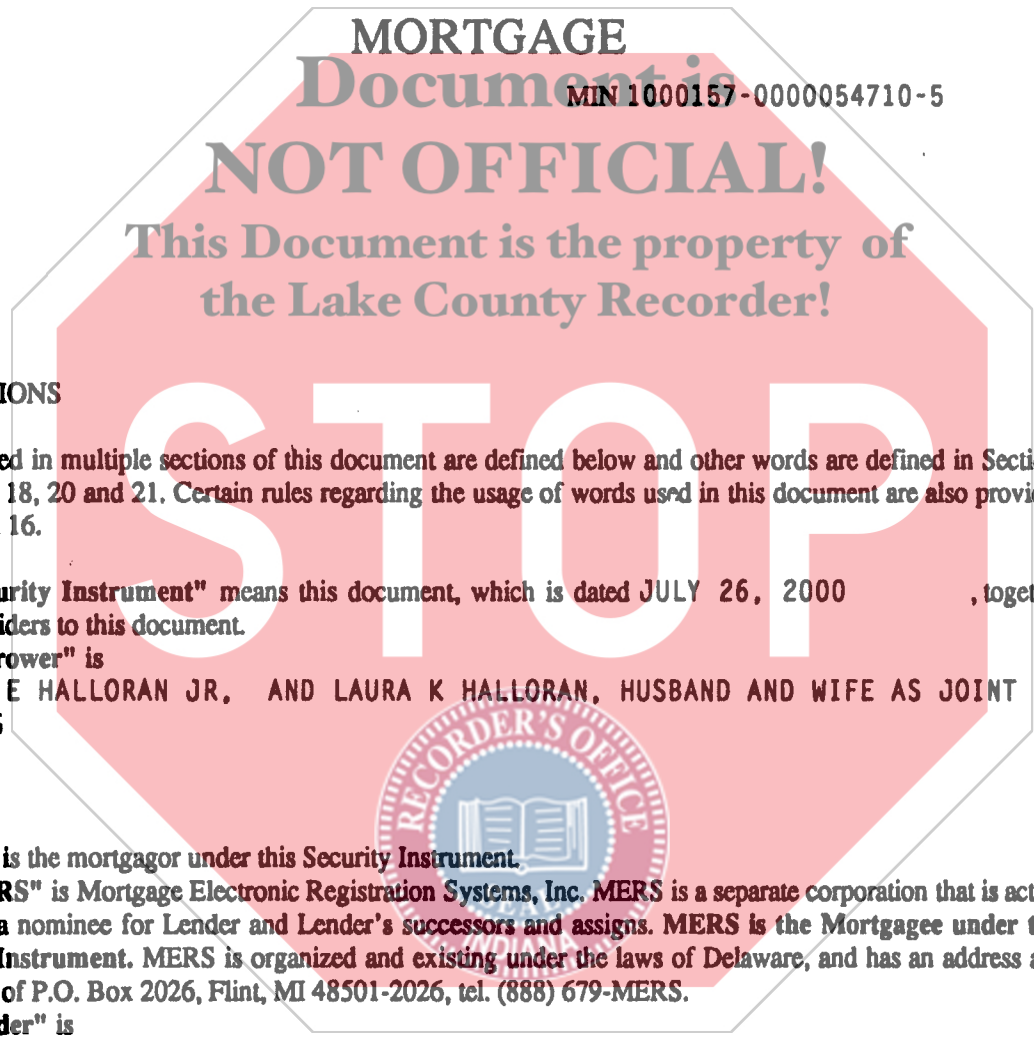 MORTGAGE
Document is
MIN 1000157-0000054710-5
NOT OFFICIAL!
This Document is the property of
the Lake County Recorder!
IONS
STOP
ed in multiple sections of this document are defined below and other words are defined in Secti
18, 20 and 21. Certain rules regarding the usage of words used in this document are also provi
16.
urity Instrument" means this document, which is dated JULY 26, 2000 , toget
iders to this document.
rower" is
E HALLORAN JR, AND LAURA K HALLORAN, HUSBAND AND WIFE AS JOINT
S
RECORDER'S OFFICE
SEAL
INDIANA
is the mortgagor under this Security Instrument.
RS" is Mortgage Electronic Registration Systems, Inc. MERS is a separate corporation that is act
a nominee for Lender and Lender's successors and assigns. MERS is the Mortgagee under t
Instrument. MERS is organized and existing under the laws of Delaware, and has an address a
of P.O. Box 2026, Flint, MI 48501-2026, tel. (888) 679-MERS.
der" is